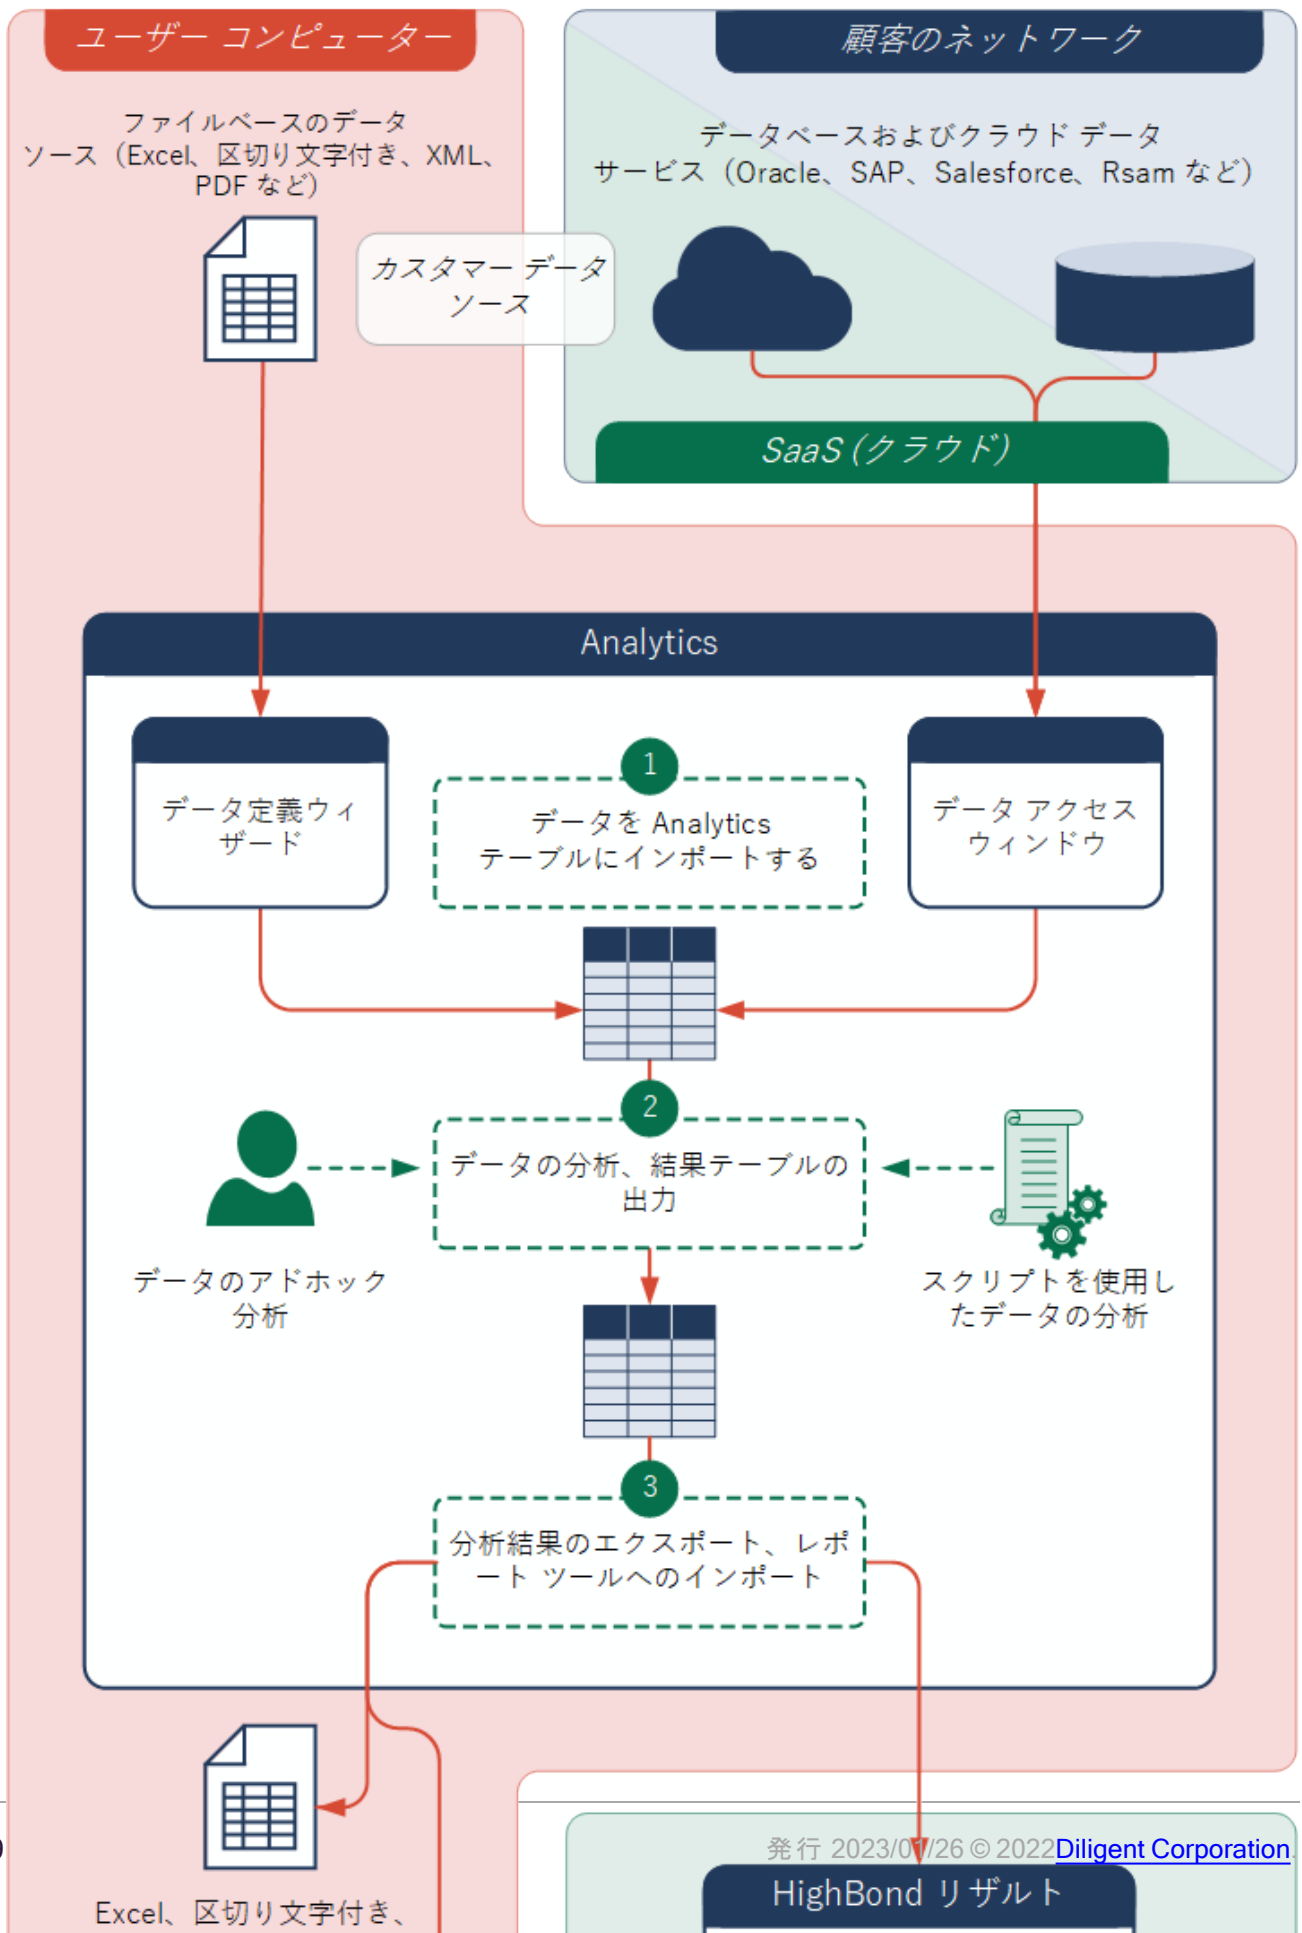 ユーザー コンピューター
顧客のネットワーク
ファイルベースのデータ
ソース（Excel、区切り文字付き、XML、
PDF など）
データベースおよびクラウド データ
サービス（Oracle、SAP、Salesforce、Rsam など）
カスタマー データ
ソース
SaaS (クラウド)
Analytics
データ定義ウィ
ザード
1
データを Analytics
テーブルにインポートする
データ アクセス
ウィンドウ
2
データの分析、結果テーブルの
出力
データのアドホック
分析
スクリプトを使用し
たデータの分析
3
分析結果のエクスポート、レポ
ート ツールへのインポート
発行 2023/01/26 © 2022Diligent Corporation.
HighBond リザルト
Excel、区切り文字付き、